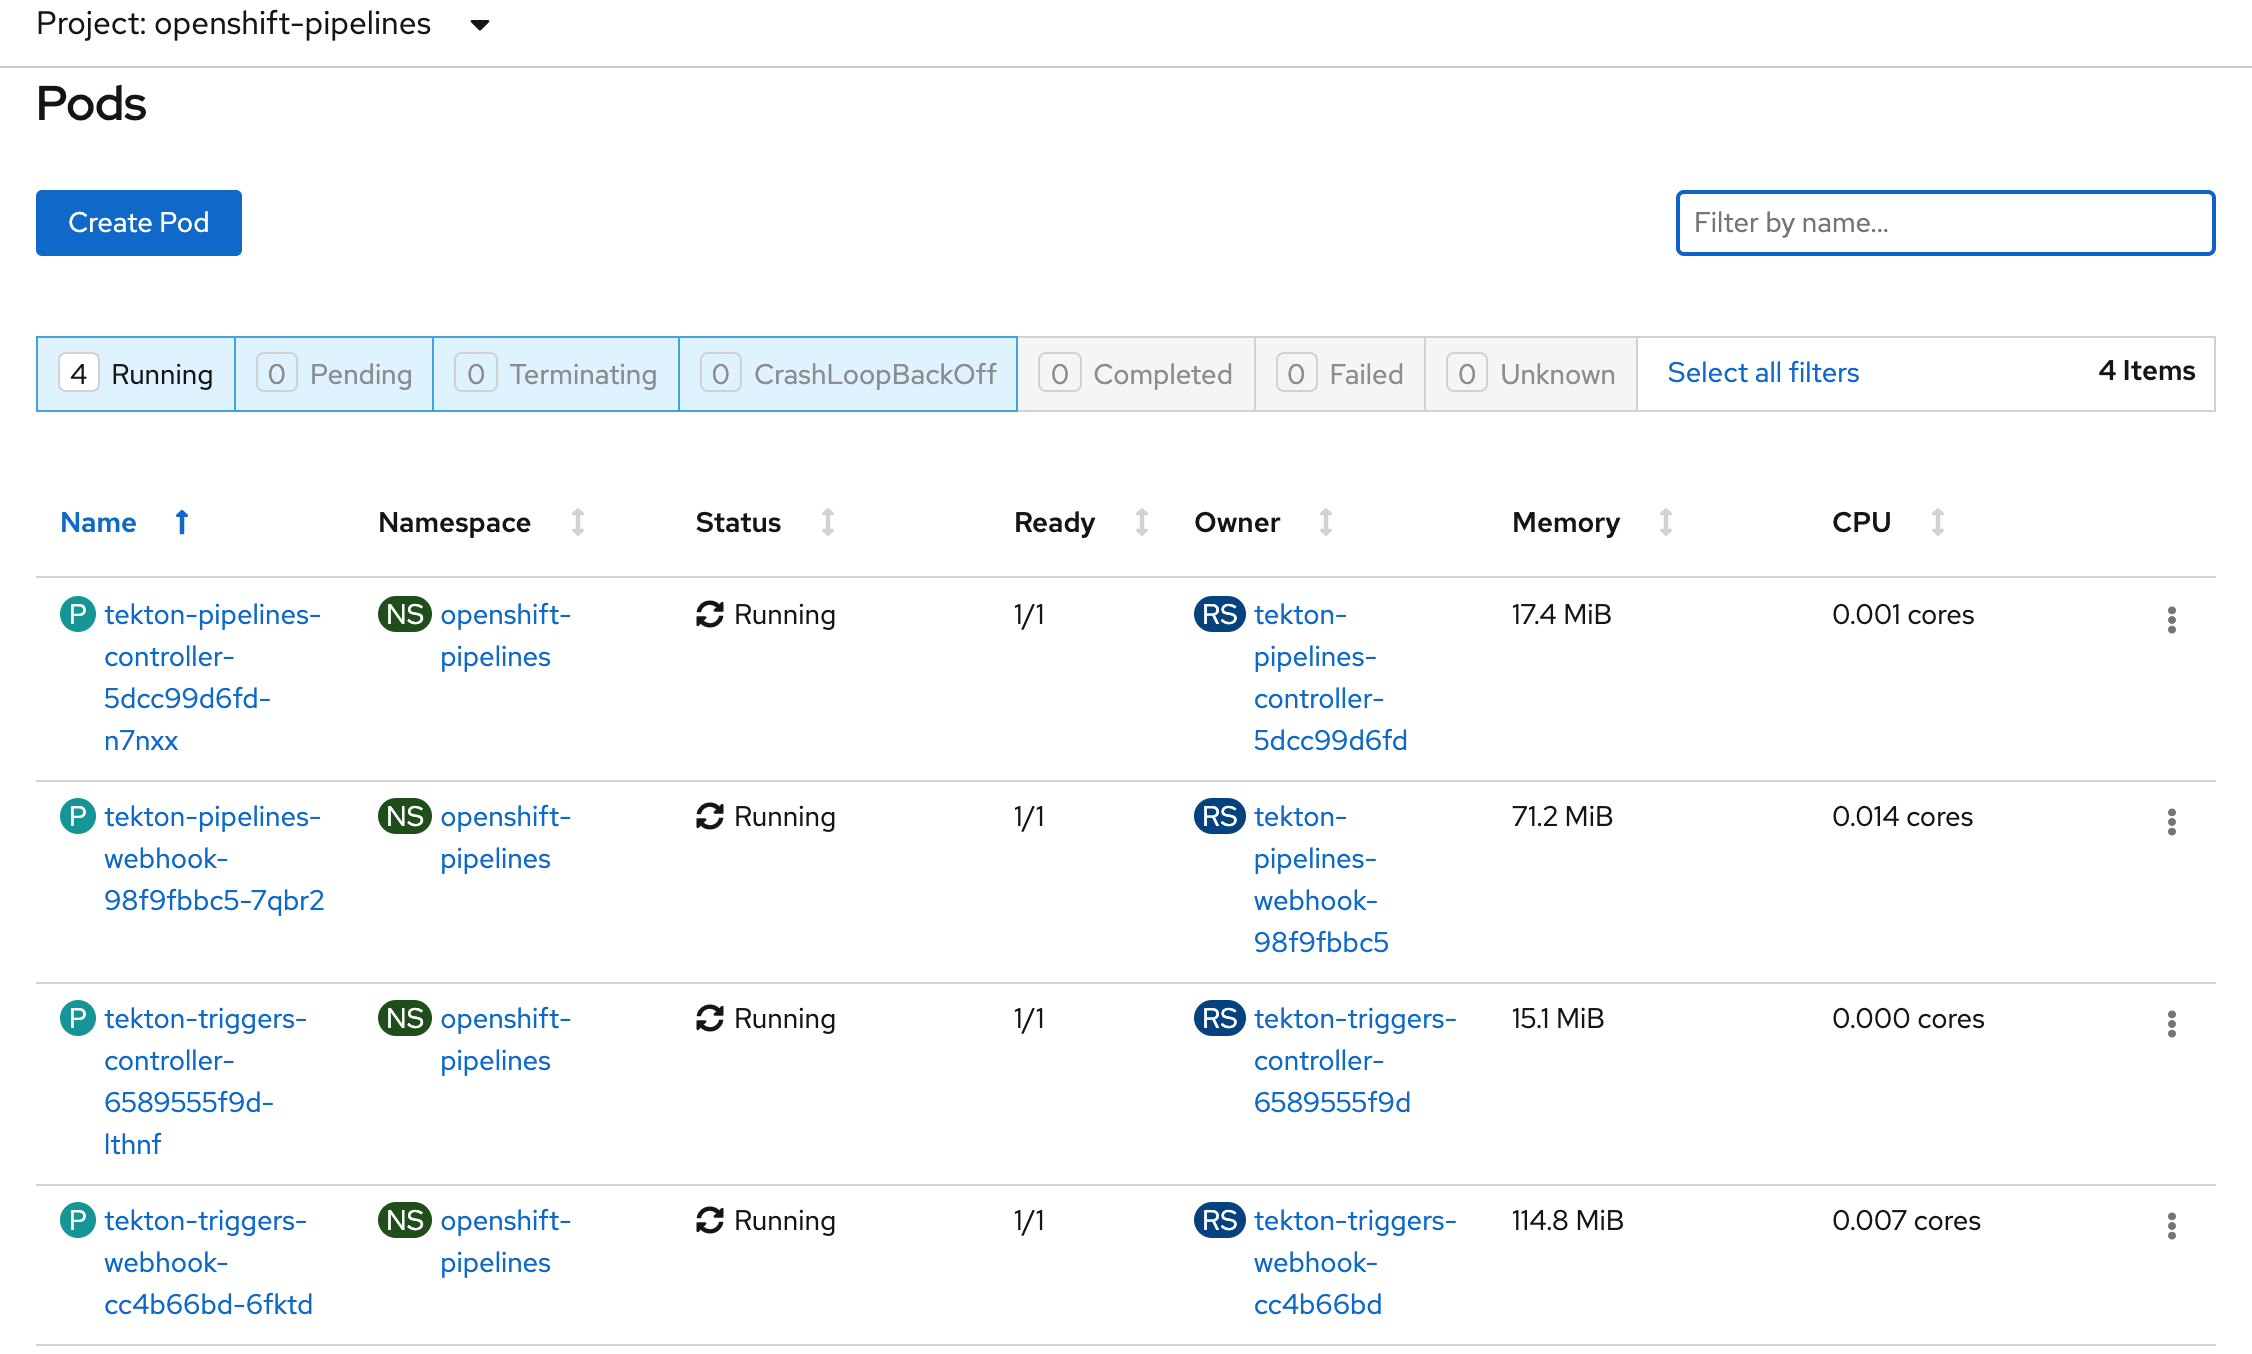 Project: openshift-pipelines
Pods
Create Pod
Filter by name...
4 Running 0 Pending 0 Terminating 0 CrashLoopBackOff 0 Completed 0 Failed 0 Unknown Select all filters 4 Items
Name Namespace Status Ready Owner Memory CPU
P tekton-pipelines- NS openshift- Running 1/1 RS tekton- 17.4 MiB 0.001 cores
controller- pipelines pipelines-
5dcc99d6fd- controller-
n7nxx 5dcc99d6fd
P tekton-pipelines- NS openshift- Running 1/1 RS tekton- 71.2 MiB 0.014 cores
webhook- pipelines pipelines-
98f9fbbc5-7qbr2 webhook-
98f9fbbc5
P tekton-triggers- NS openshift- Running 1/1 RS tekton-triggers- 15.1 MiB 0.000 cores
controller- pipelines controller-
6589555f9d- 6589555f9d
lthnf
P tekton-triggers- NS openshift- Running 1/1 RS tekton-triggers- 114.8 MiB 0.007 cores
webhook- pipelines webhook-
cc4b66bd-6fktd cc4b66bd